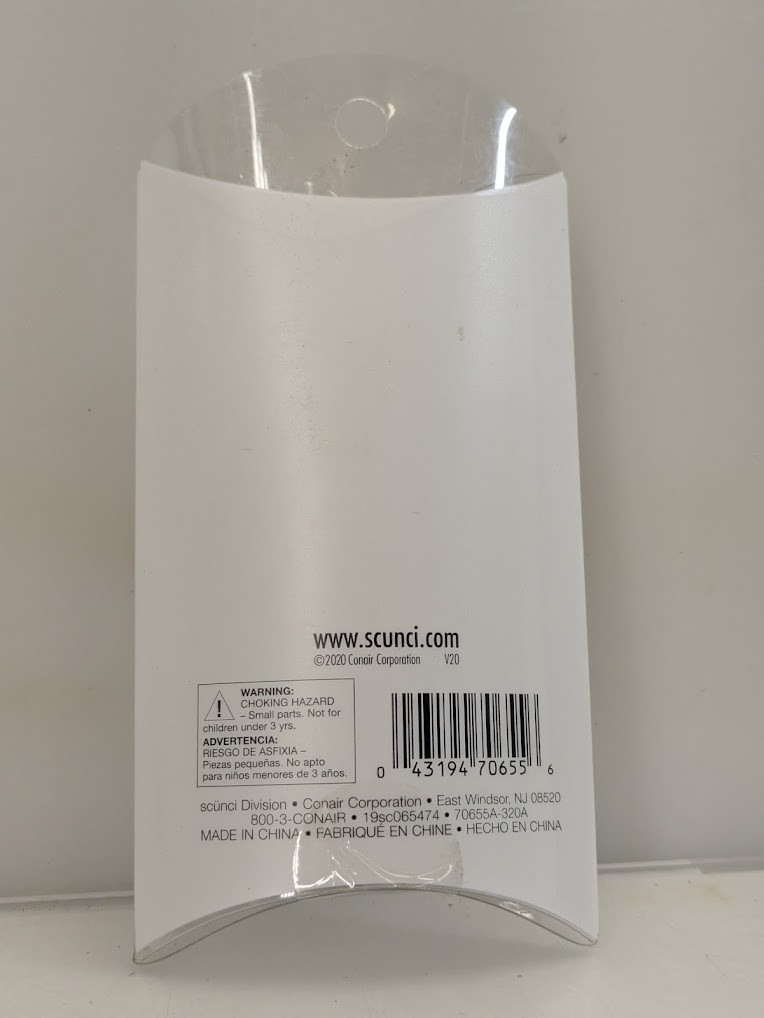 www.scunci.com
©2020 Conair Corporation V20
WARNING:
CHOKING HAZARD
– Small parts. Not for
children under 3 yrs.
ADVERTENCIA:
RIESGO DE ASFIXIA –
Piezas pequeñas. No apto
para niños menores de 3 años.
0 43194 70655 6
scünci Division • Conair Corporation • East Windsor, NJ 08520
800-3-CONAIR • 19sc065474 • 70655A-320A
MADE IN CHINA • FABRIQUÉ EN CHINE • HECHO EN CHINA